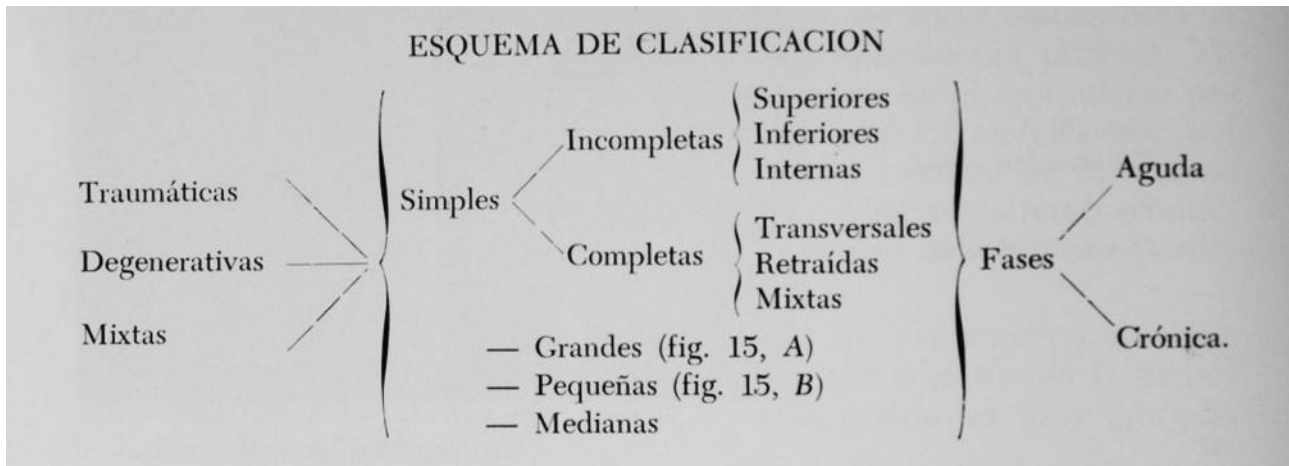 ESQUEMA DE CLASIFICACION
Traumáticas
Degenerativas
Mixtas
Simples
Incompletas
Superiores
Inferiores
Internas
Completas
Transversales
Retraídas
Mixtas
— Grandes (fig. 15, A)
— Pequeñas (fig. 15, B)
— Medianas
Fases
Aguda
Crónica.